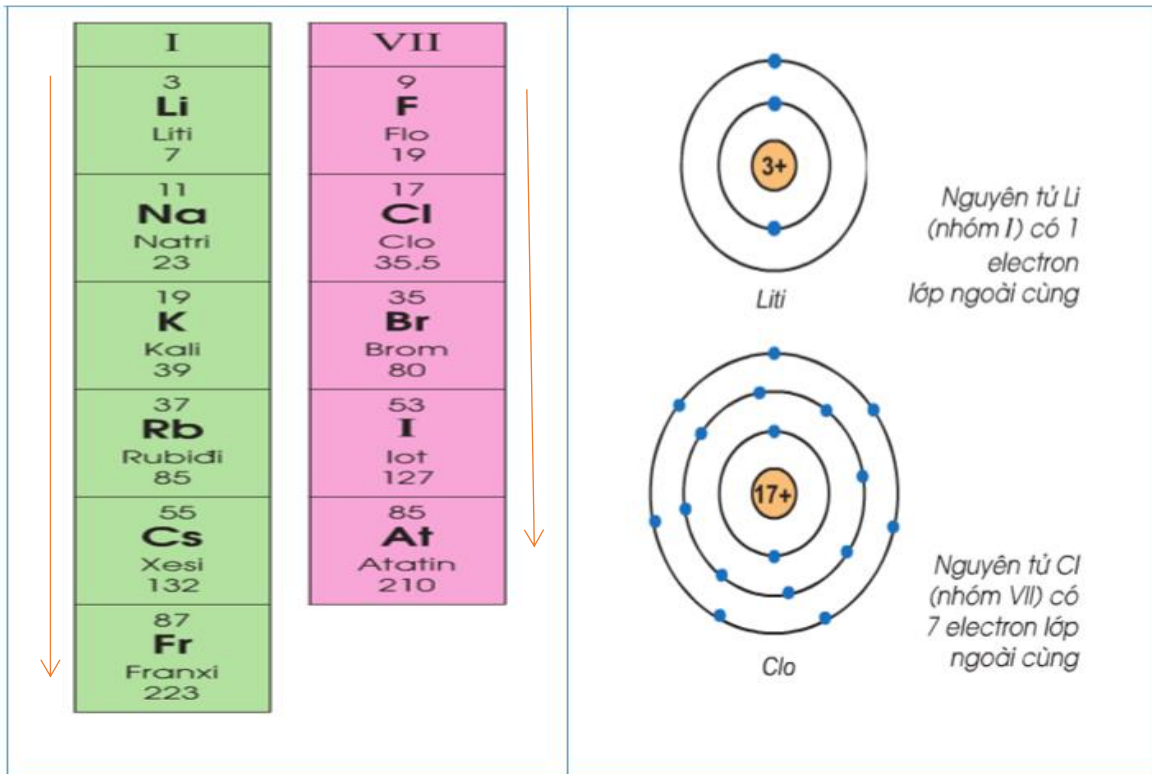 I
3
Li
Liti
7
11
Na
Natri
23
19
K
Kali
39
37
Rb
Rubiđi
85
55
Cs
Xesi
132
87
Fr
Franxi
223
VII
9
F
Flo
19
17
Cl
Clo
35,5
35
Br
Brom
80
53
I
Iot
127
85
At
Atatin
210
3+
Liti
Nguyên tử Li
(nhóm I) có 1
electron
lớp ngoài cùng
17+
Clo
Nguyên tử Cl
(nhóm VII) có
7 electron lớp
ngoài cùng